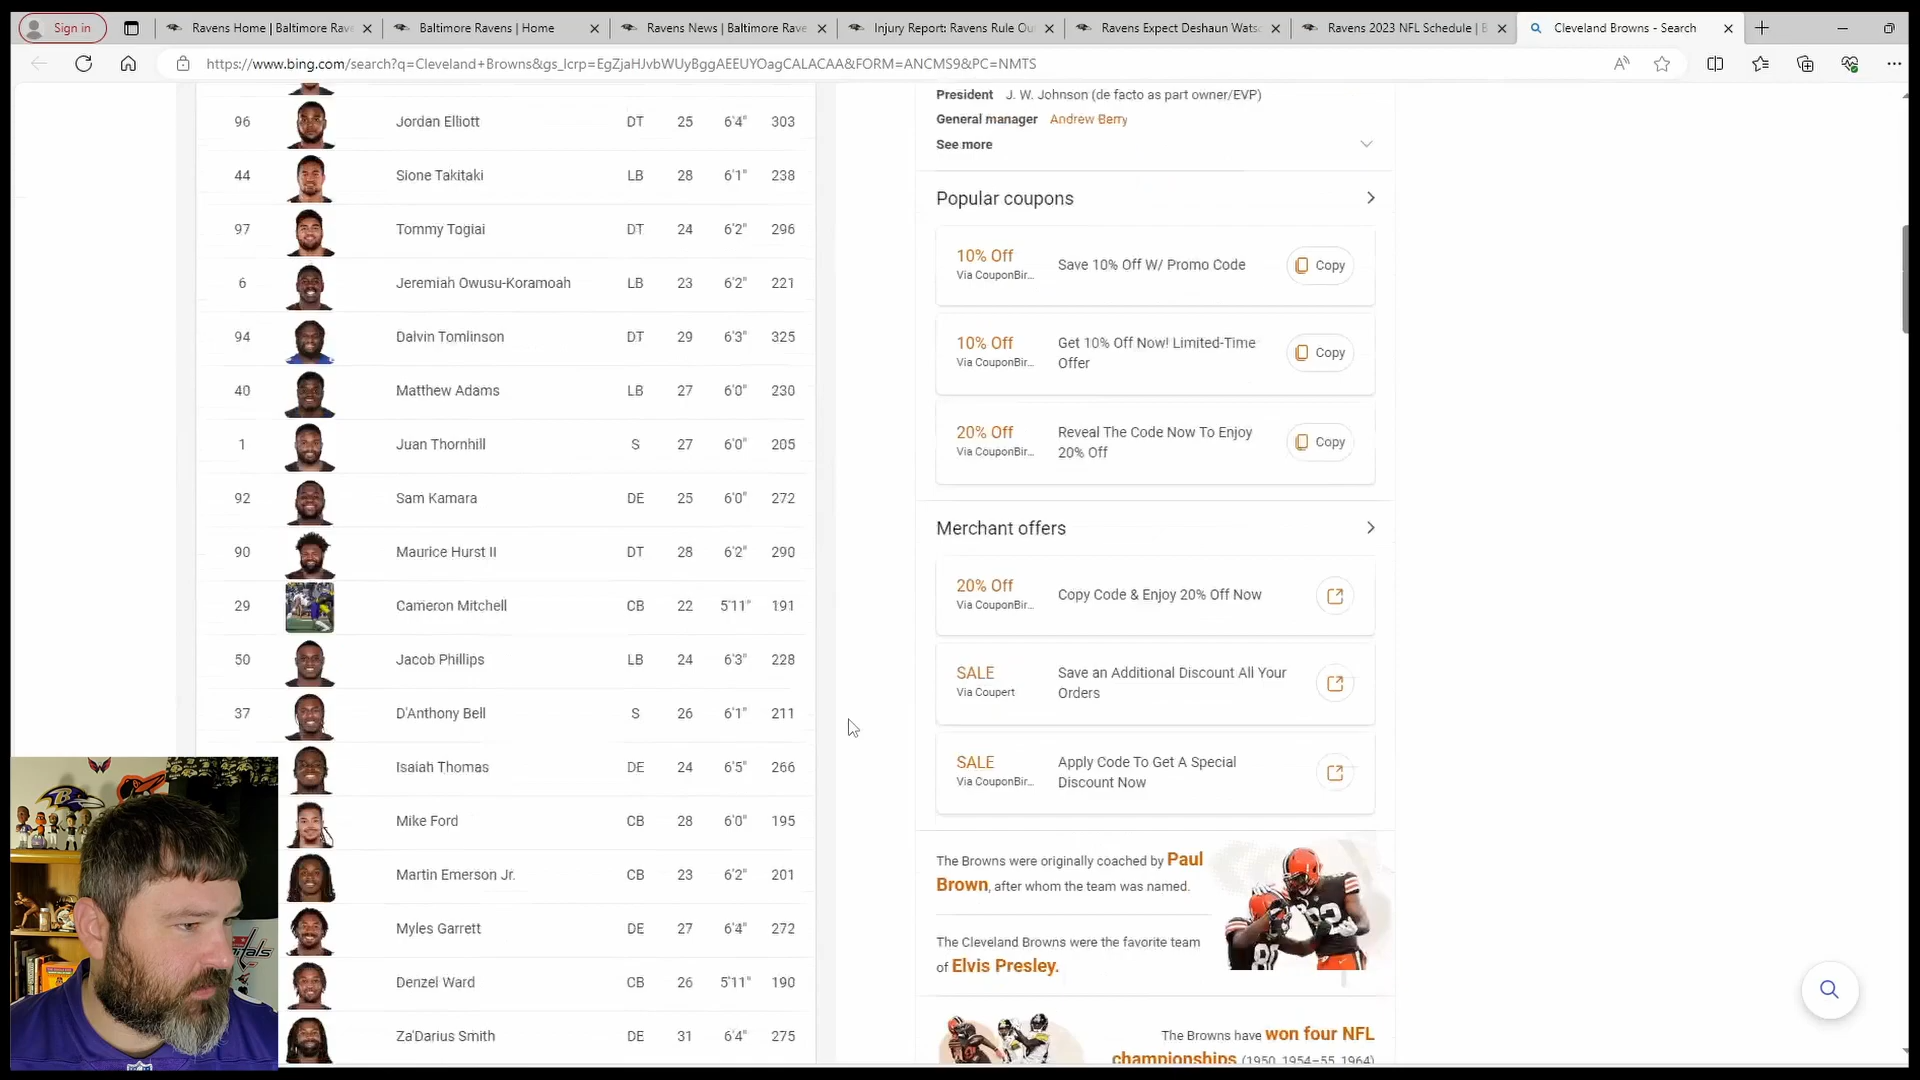 Sign in
Ravens Home | Baltimore Rave
Baltimore Ravens | Home
Ravens News | Baltimore Rave
Injury Report: Ravens Rule Ou
Ravens Expect Deshaun Wats
Ravens 2023 NFL Schedule | B
Cleveland Browns - Search
https://www.bing.com/search?q=Cleveland+Browns&gs_lcrp=EgZjaHJvbWUyBggAEEUYOagCALACAA&FORM=ANCMS9&PC=NMTS
96 Jordan Elliott DT 25 6'4" 303
44 Sione Takitaki LB 28 6'1" 238
97 Tommy Togiai DT 24 6'2" 296
6 Jeremiah Owusu-Koramoah LB 23 6'2" 221
94 Dalvin Tomlinson DT 29 6'3" 325
40 Matthew Adams LB 27 6'0" 230
1 Juan Thornhill S 27 6'0" 205
92 Sam Kamara DE 25 6'0" 272
90 Maurice Hurst II DT 28 6'2" 290
29 Cameron Mitchell CB 22 5'11" 191
50 Jacob Phillips LB 24 6'3" 228
37 D'Anthony Bell S 26 6'1" 211
Isaiah Thomas DE 24 6'5" 266
Mike Ford CB 28 6'0" 195
Martin Emerson Jr. CB 23 6'2" 201
Myles Garrett DE 27 6'4" 272
Denzel Ward CB 26 5'11" 190
Za'Darius Smith DE 31 6'4" 275
President J. W. Johnson (de facto as part owner/EVP)
General manager Andrew Berry
See more
Popular coupons
10% Off
Via CouponBir...
Save 10% Off W/ Promo Code
Copy
10% Off
Via CouponBir...
Get 10% Off Now! Limited-Time
Offer
Copy
20% Off
Via CouponBir...
Reveal The Code Now To Enjoy
20% Off
Copy
Merchant offers
20% Off
Via CouponBir...
Copy Code & Enjoy 20% Off Now
SALE
Via Coupert
Save an Additional Discount All Your
Orders
SALE
Via CouponBir...
Apply Code To Get A Special
Discount Now
The Browns were originally coached by Paul
Brown, after whom the team was named.
The Cleveland Browns were the favorite team
of Elvis Presley.
The Browns have won four NFL
championships (1950, 1954–55, 1964)